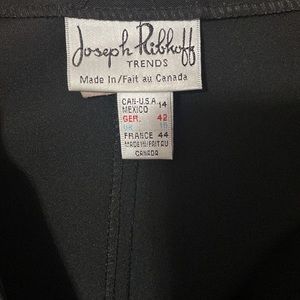 Joseph Ribkoff
TRENDS
Made In/Fait au Canada
CAN-U.S.A. 14
MEXICO
GER. 42
FRANCE 44
MADE IN/FAIT AU
CANADA